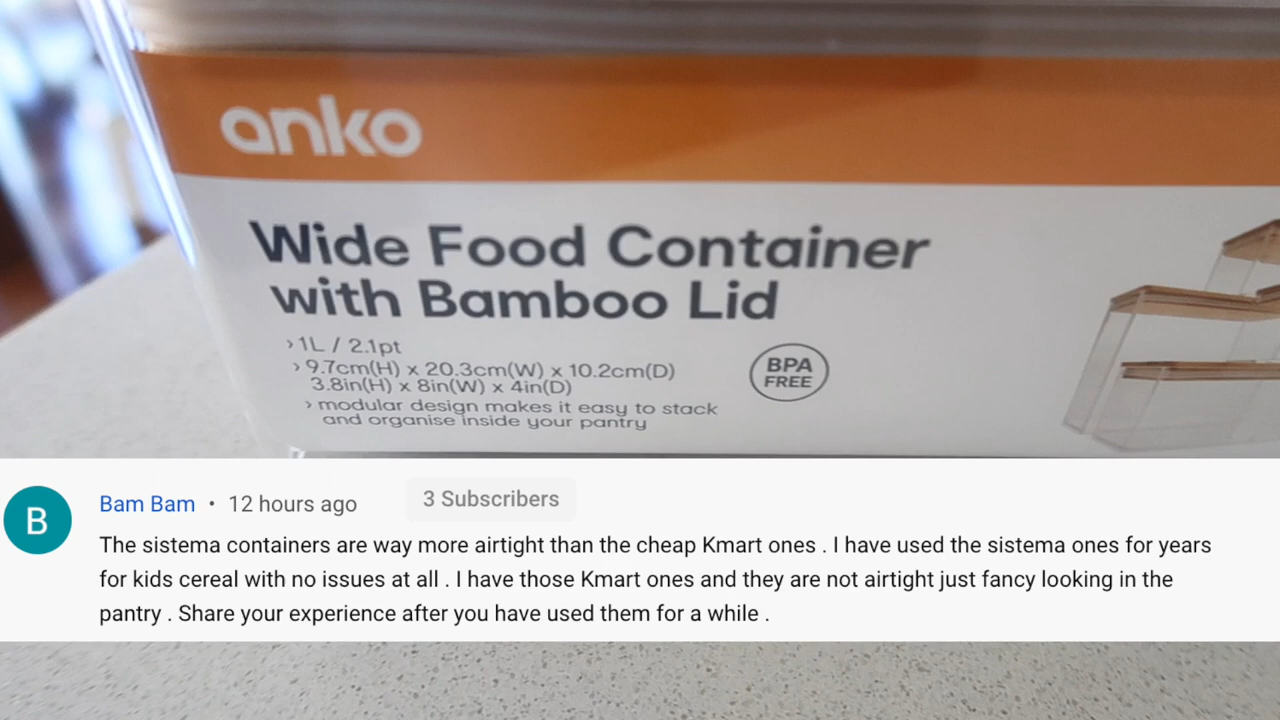 anko
Wide Food Container
with Bamboo Lid
› 1L / 2.1pt
› 9.7cm(H) x 20.3cm(W) x 10.2cm(D)
3.8in(H) x 8in(W) x 4in(D)
› modular design makes it easy to stack
and organise inside your pantry
BPA
FREE
B
Bam Bam • 12 hours ago 3 Subscribers
The sistema containers are way more airtight than the cheap Kmart ones . I have used the sistema ones for years
for kids cereal with no issues at all . I have those Kmart ones and they are not airtight just fancy looking in the
pantry . Share your experience after you have used them for a while .